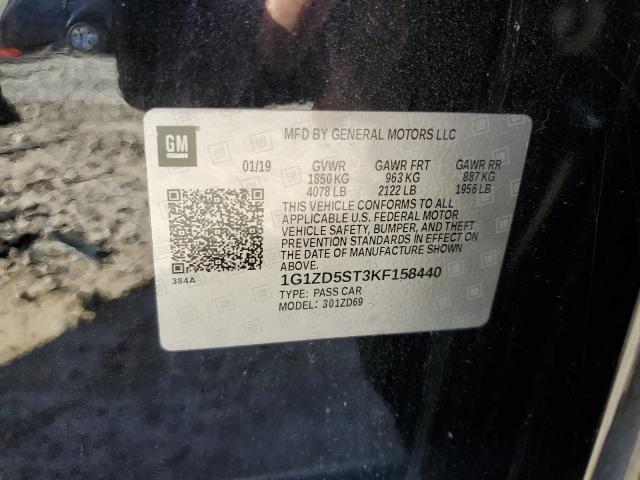 GM
MFD BY GENERAL MOTORS LLC
01/19 GVWR GAWR FRT GAWR RR
1850 KG 963 KG 887 KG
4078 LB 2122 LB 1956 LB
THIS VEHICLE CONFORMS TO ALL
APPLICABLE U.S. FEDERAL MOTOR
VEHICLE SAFETY, BUMPER, AND THEFT
PREVENTION STANDARDS IN EFFECT ON
THE DATE OF MANUFACTURE SHOWN
ABOVE.
384A
1G1ZD5ST3KF158440
TYPE: PASS CAR
MODEL: 301ZD69